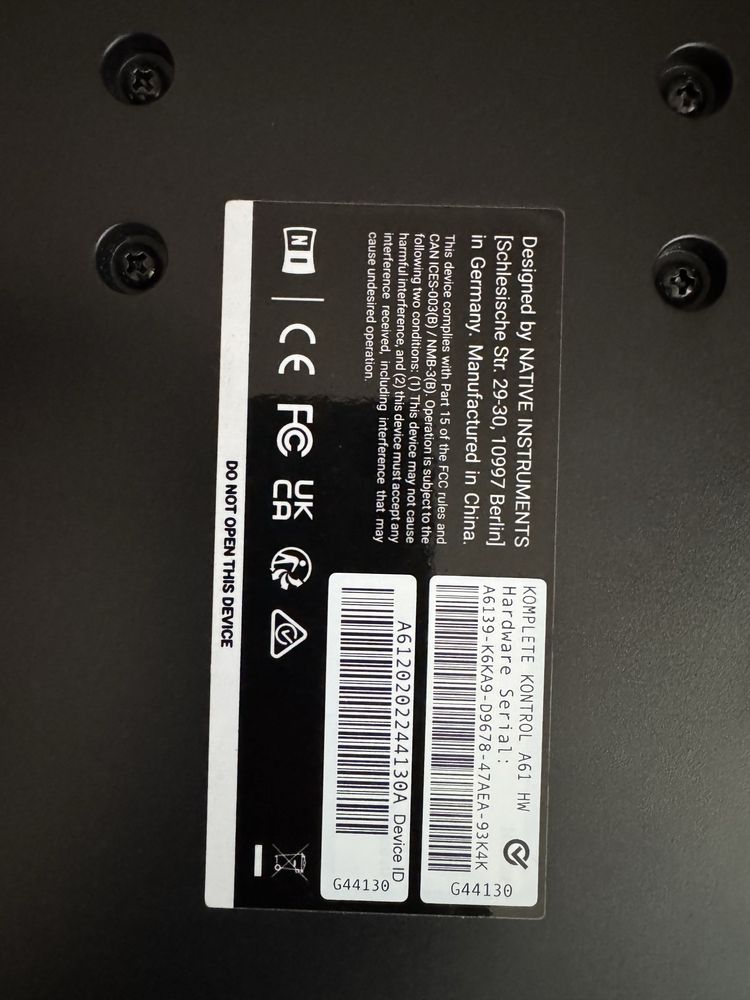 Designed by NATIVE INSTRUMENTS
[Schlesische Str. 29-30, 10997 Berlin]
in Germany. Manufactured in China.
This device complies with Part 15 of the FCC rules and
CAN ICES-003(B) / NMB-3(B). Operation is subject to the
following two conditions: (1) This device may not cause
harmful interference, and (2) this device must accept any
interference received, including interference that may
cause undesired operation.
KOMPLETE KONTROL A61 HW
Hardware Serial:
A6139-K6KA9-D9678-47AEA-93K4K
G44130
A6120202244130A Device ID
G44130
NI
CE
FC
UK
CA
DO NOT OPEN THIS DEVICE